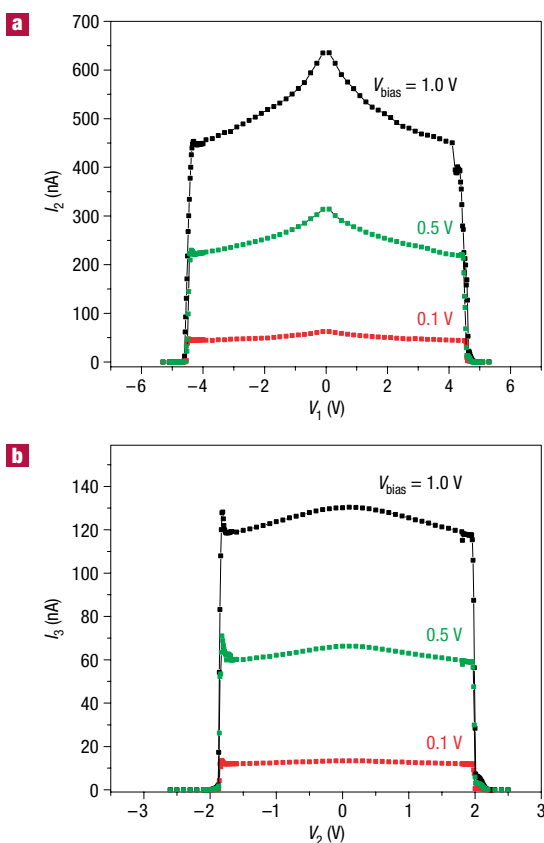 a
700
600
500
400
300
200
100
0
I₂ (nA)
V_bias = 1.0 V
0.5 V
0.1 V
−6 −4 −2 0 2 4 6
V₁ (V)
b
140
120
100
80
60
40
20
0
I₃ (nA)
V_bias = 1.0 V
0.5 V
0.1 V
−3 −2 −1 0 1 2 3
V₂ (V)